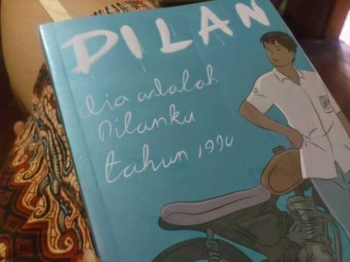 DILAN
Dia adalah
Dilanku
tahun 1990